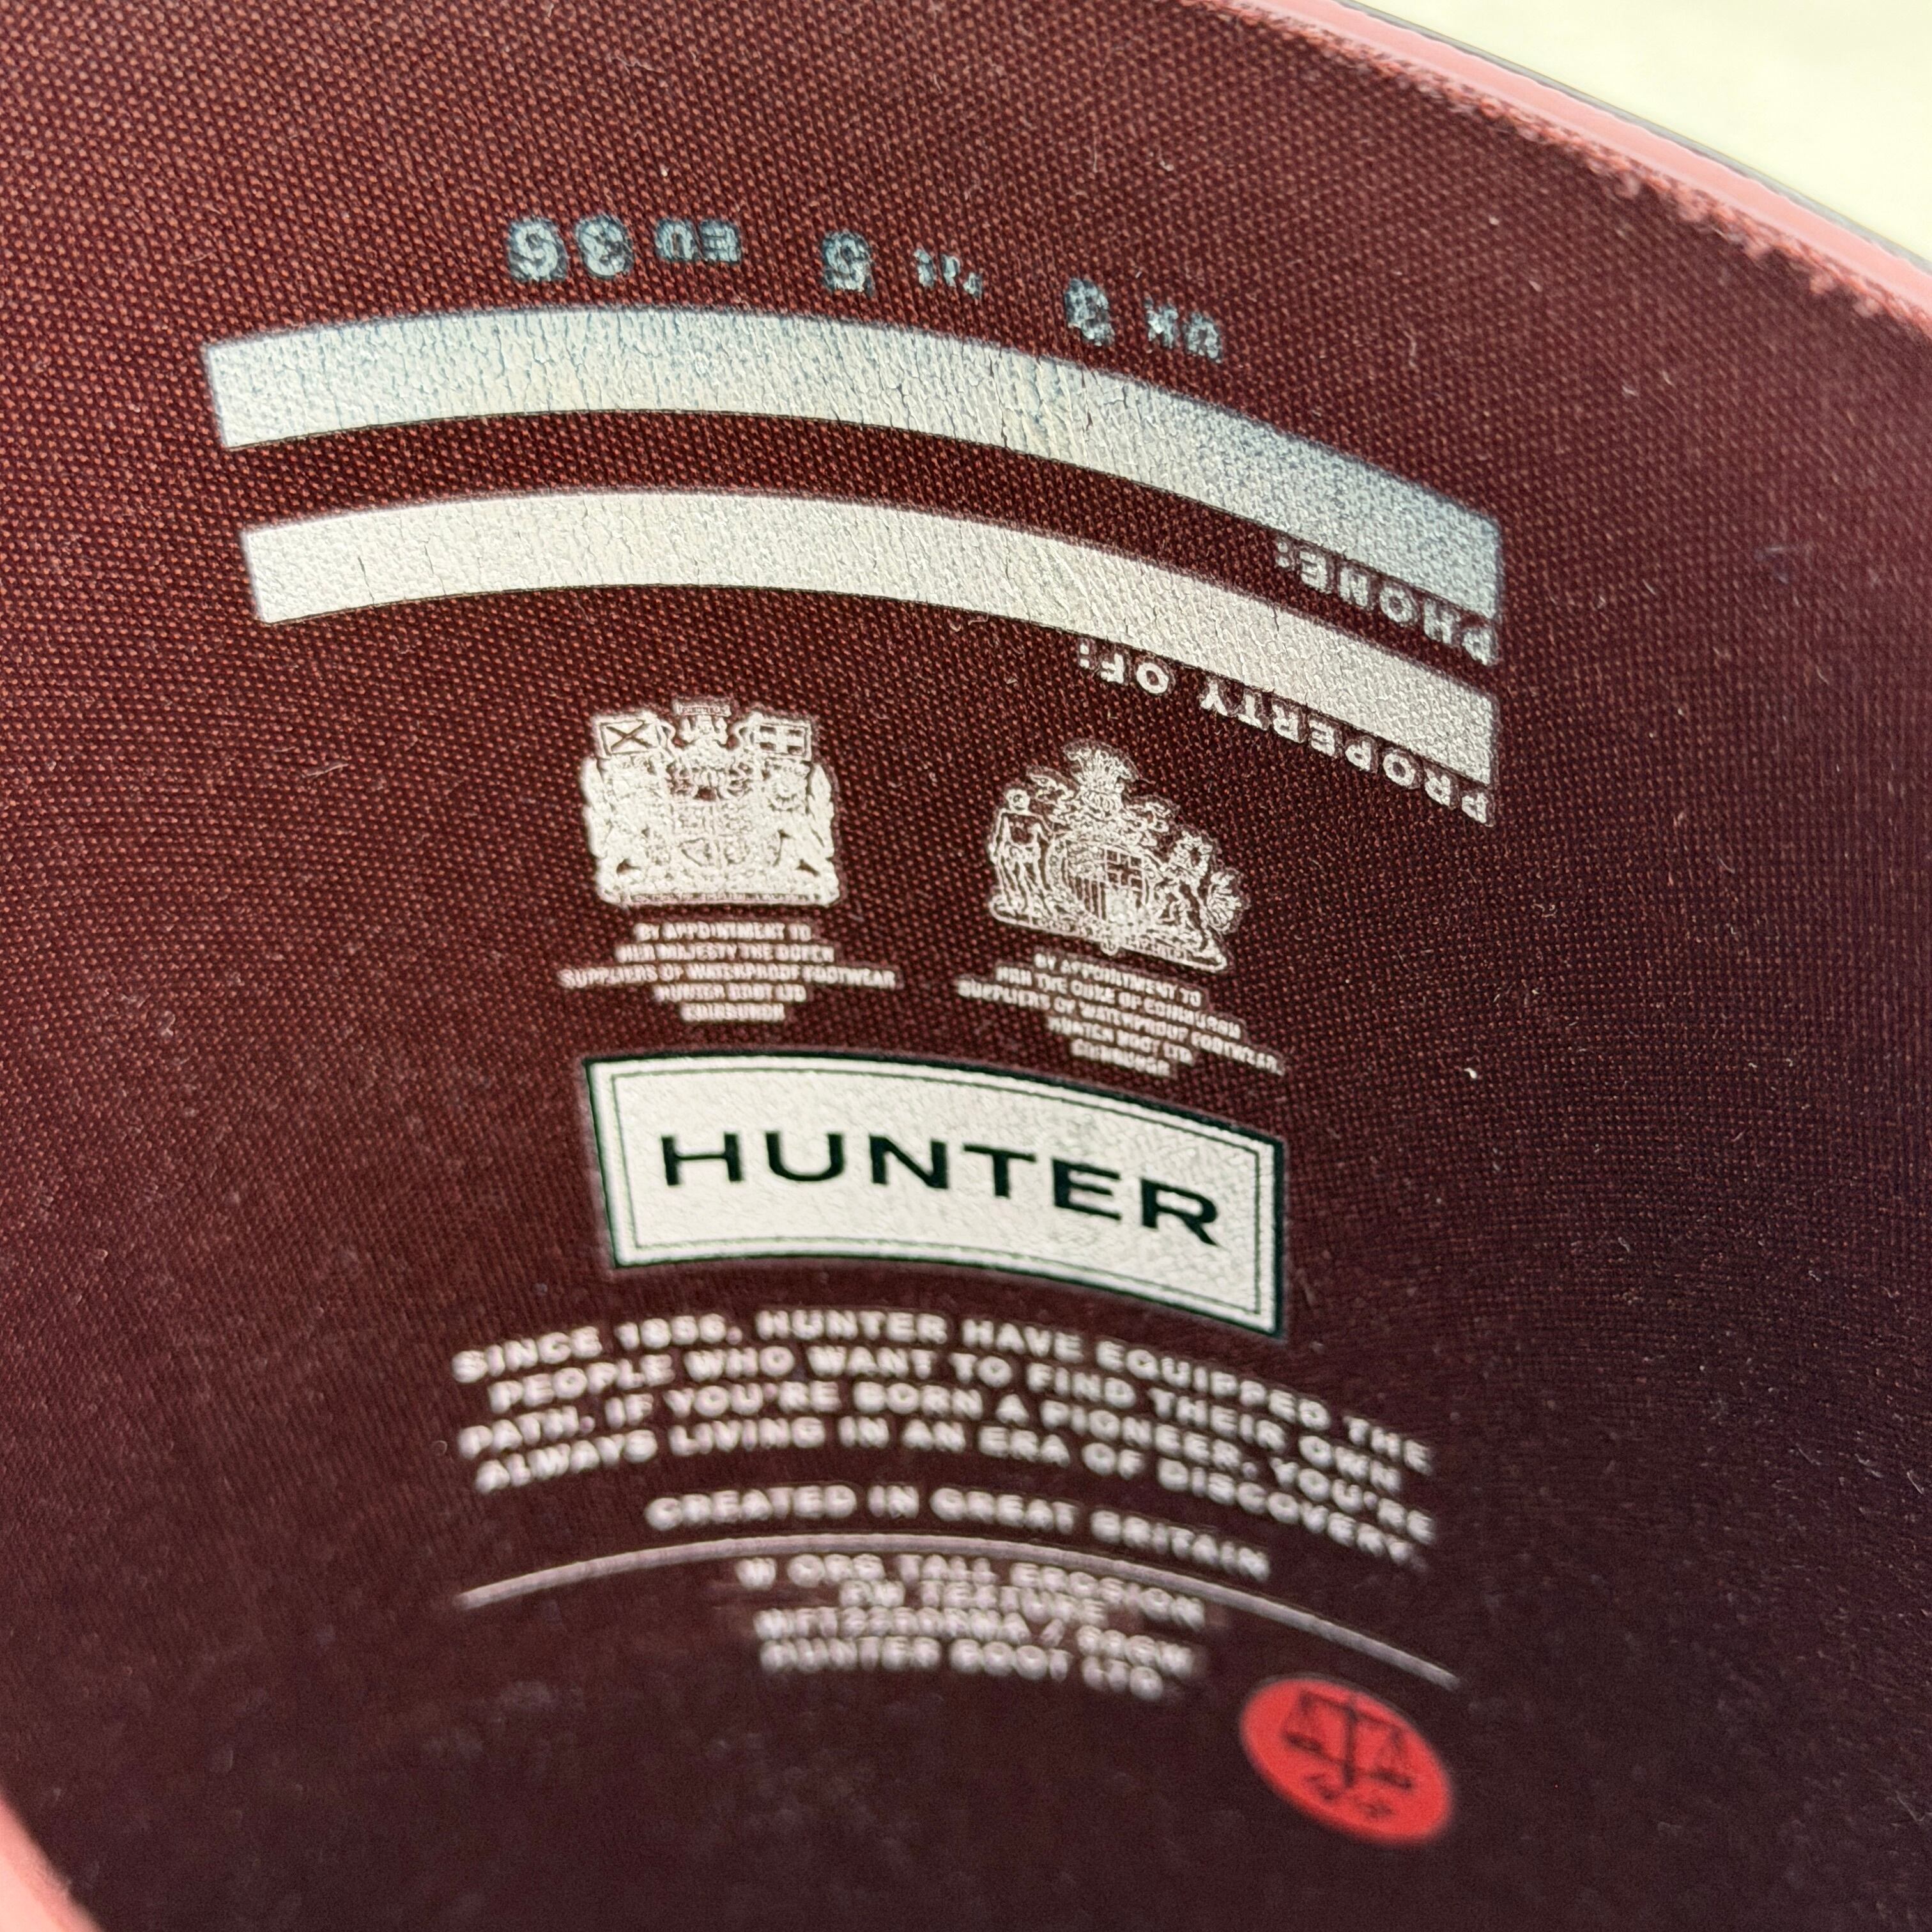 UK 3 F/US 5 EU 36
PHONE:
PROPERTY OF:
BY APPOINTMENT TO
HER MAJESTY THE QUEEN
SUPPLIERS OF WATERPROOF FOOTWEAR
HUNTER BOOT LTD
EDINBURGH
BY APPOINTMENT TO
HRH THE DUKE OF EDINBURGH
SUPPLIERS OF WATERPROOF FOOTWEAR
HUNTER BOOT LTD
EDINBURGH
HUNTER
SINCE 1856, HUNTER HAVE EQUIPPED THE
PEOPLE WHO WANT TO FIND THEIR OWN
PATH. IF YOU'RE BORN A PIONEER, YOU'RE
ALWAYS LIVING IN AN ERA OF DISCOVERY.
CREATED IN GREAT BRITAIN
W ORG TALL EROSION
TEXTURE
HUNTER BOOT LTD